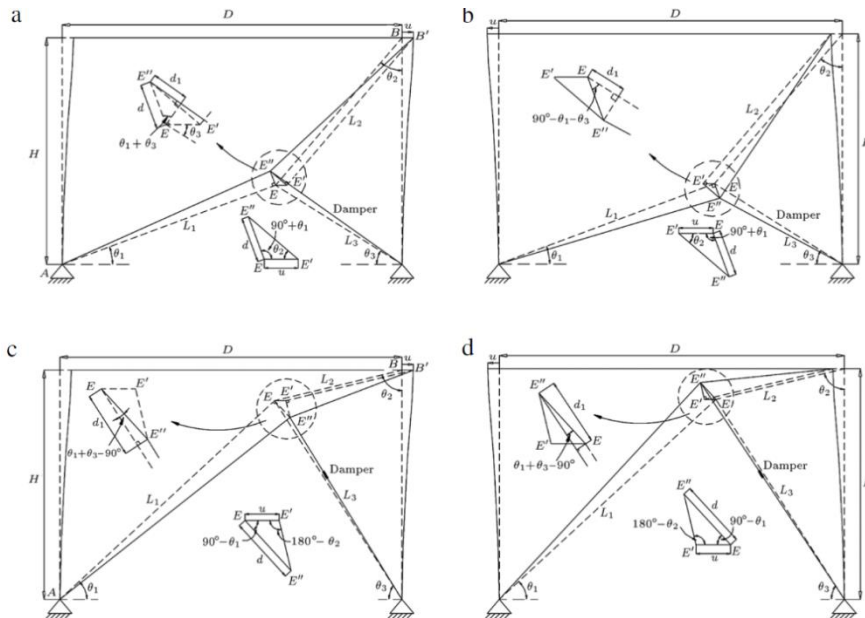 a
D
u
B
B'
E''
d₁
θ₂
E
θ₃
E'
θ₁+θ₃
L₂
H
E''
E
E'
L₁
E''
Damper
90°+θ₁
L₃
d
θ₂
θ₁
E
E'
u
θ₃
A
b
u
D
E'
E
d₁
θ₂
90°−θ₁−θ₃
E''
L₂
E'
E
E''
L₁
Damper
u
E
90°+θ₁
θ₂
d
L₃
θ₁
E''
θ₃
c
D
u
B
B'
E
E'
L₂
θ₂
E
E'
d₁
E''
E''
H
θ₁+θ₃−90°
Damper
L₁
L₃
E
u
E'
90°−θ₁
180°−θ₂
d
E''
A
θ₁
θ₃
d
u
D
E''
E''
d₁
E'
E'
L₂
θ₂
E'
E
θ₁+θ₃−90°
Damper
L₁
E''
d
L₃
180°−θ₂
90°−θ₁
E'
E
u
θ₁
θ₃